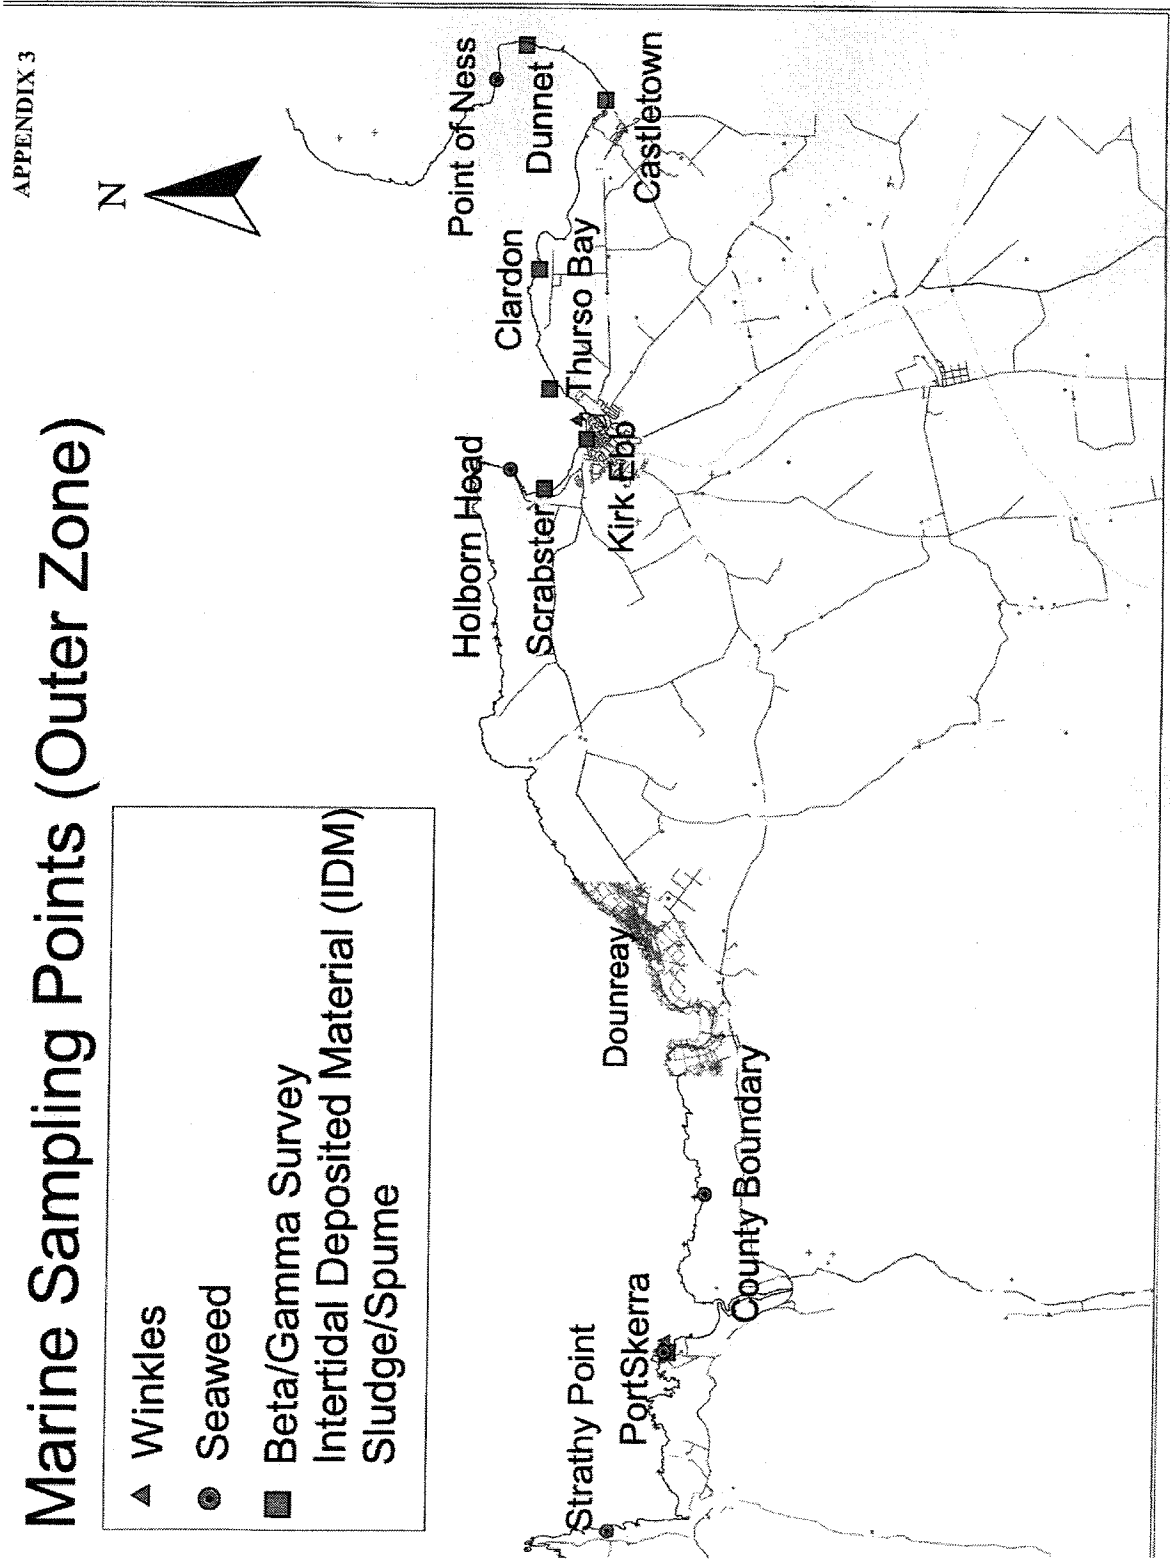 APPENDIX 3
Marine Sampling Points (Outer Zone)
N
Winkles
Seaweed
Beta/Gamma Survey
Intertidal Deposited Material (IDM)
Sludge/Spume
Strathy Point
PortSkerra
County Boundary
Dounreay
Holborn Head
Scrabster
Kirk Ebb
Thurso Bay
Clardon
Point of Ness
Dunnet
Castletown